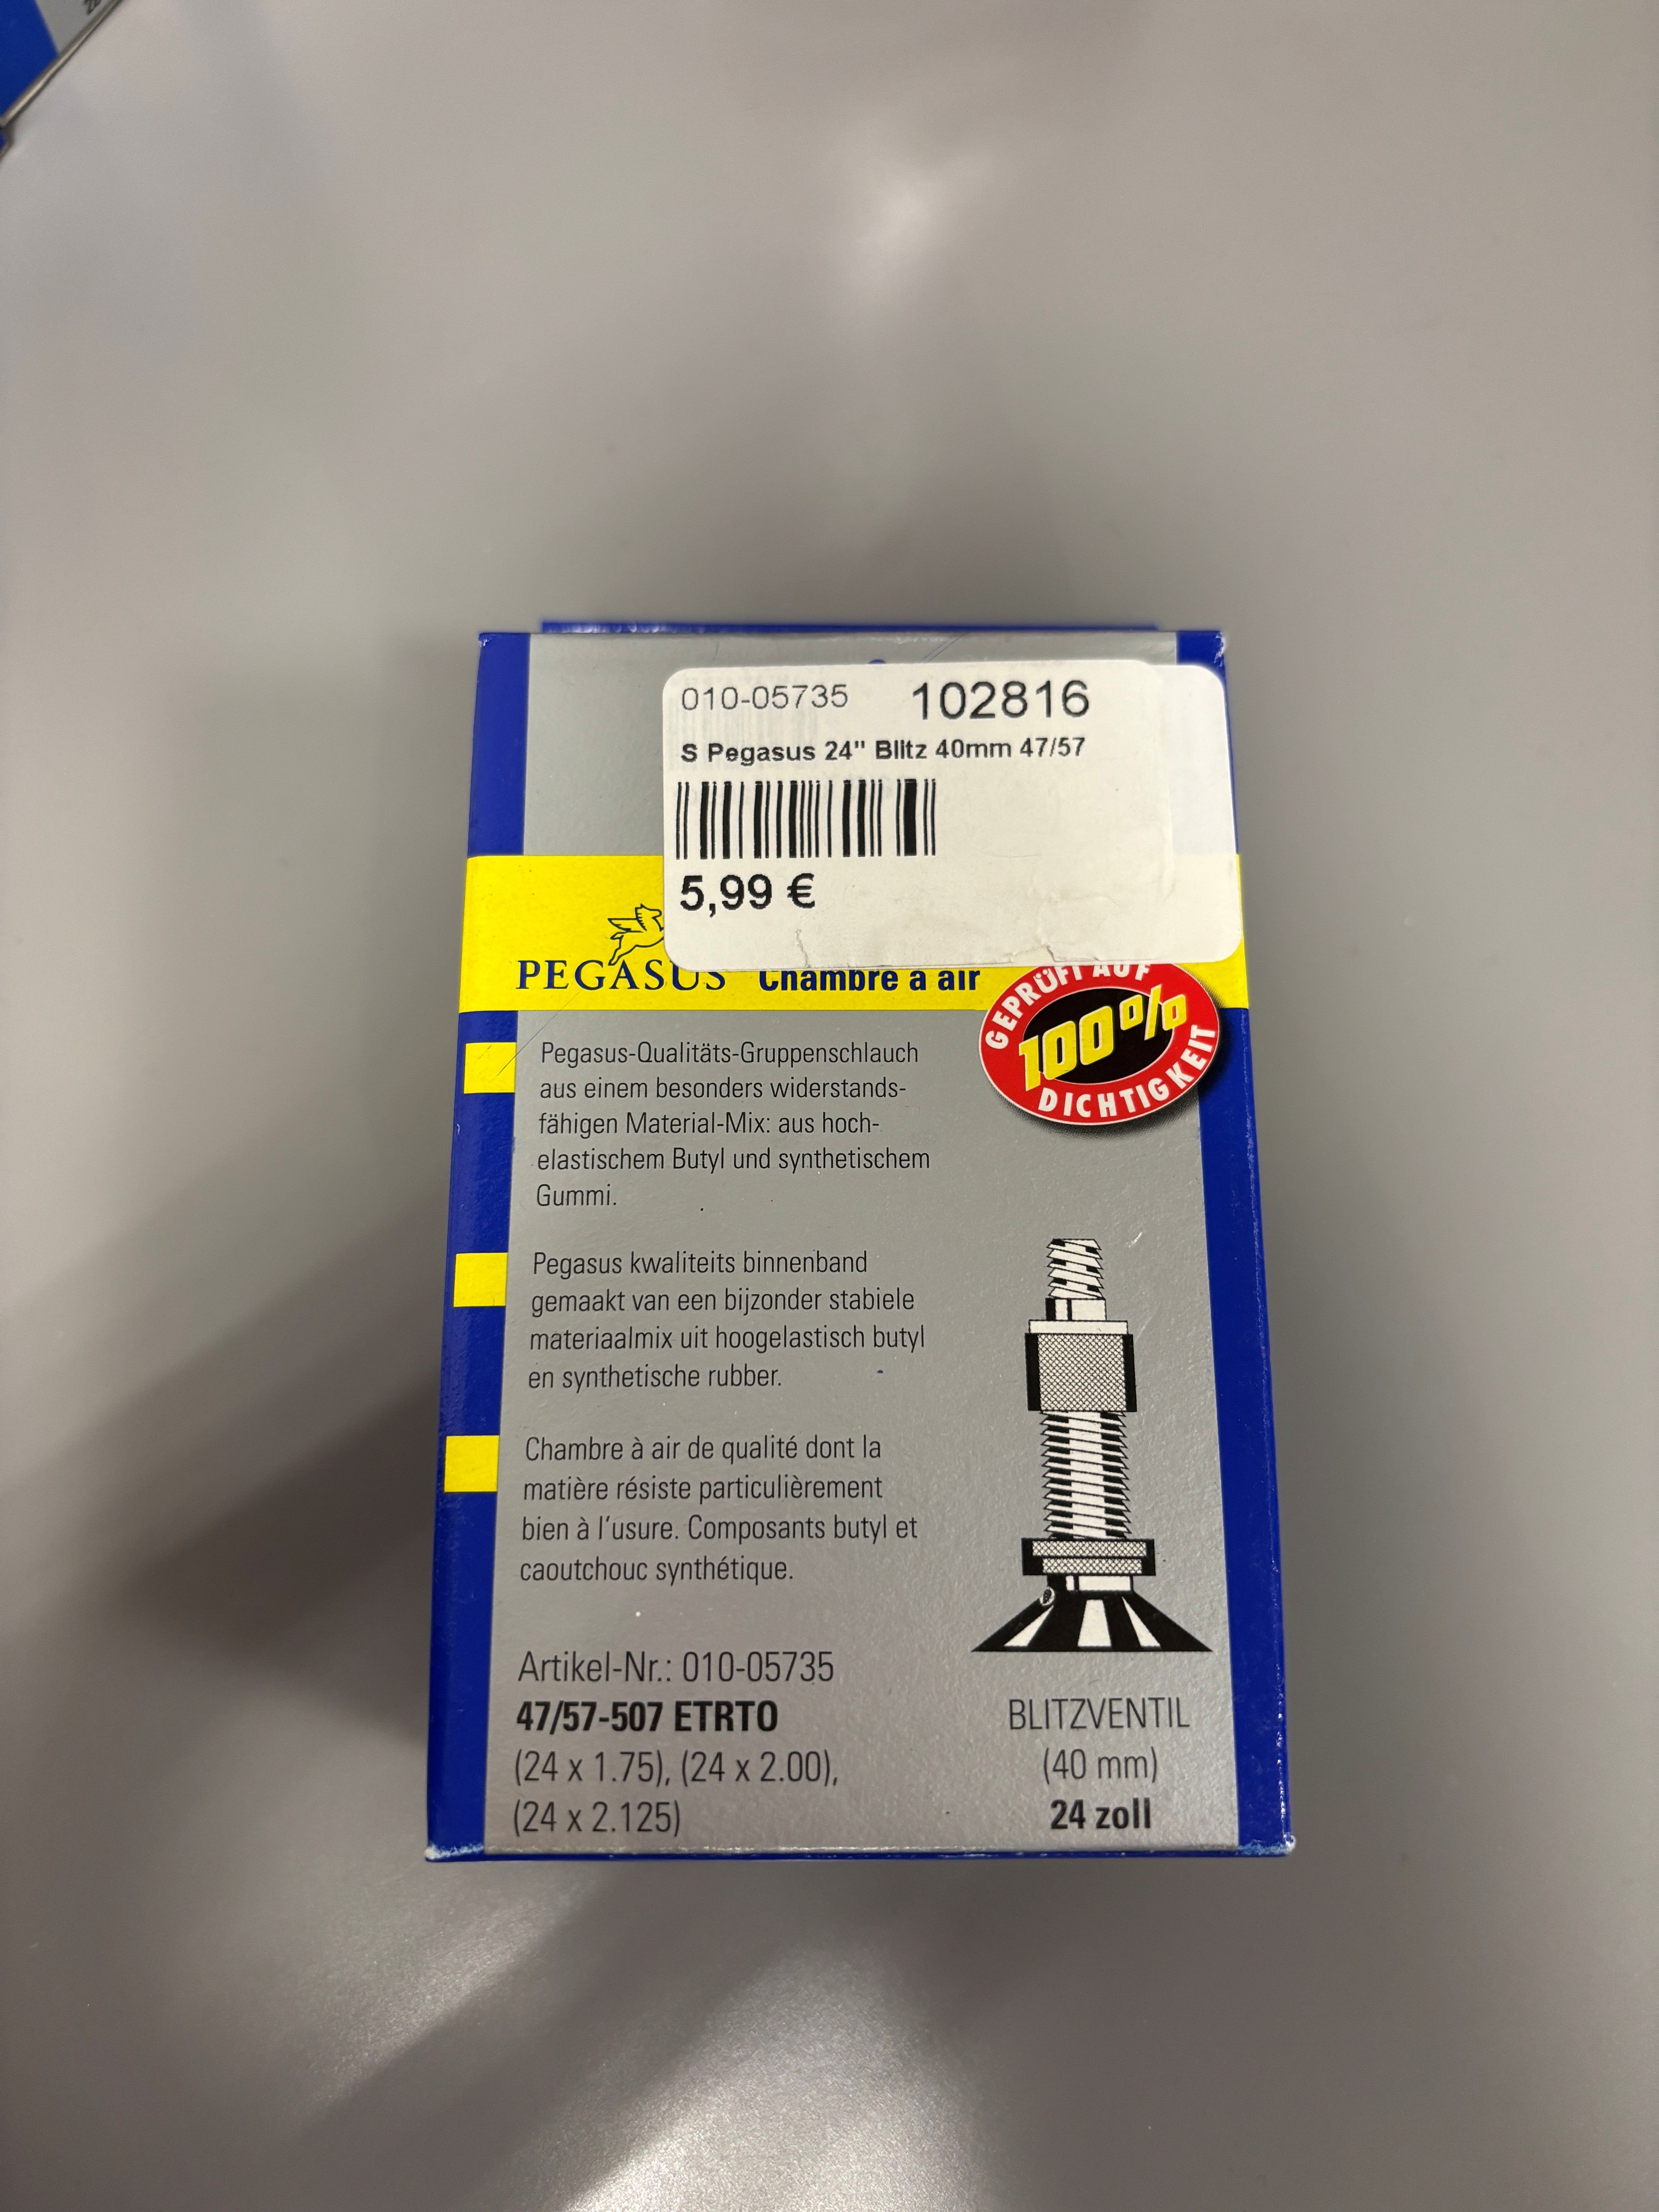 010-05735 102816
S Pegasus 24" Blitz 40mm 47/57
5,99 €
PEGASUS Chambre à air
GEPRÜFT AUF
100%
DICHTIGKEIT
Pegasus-Qualitäts-Gruppenschlauch
aus einem besonders widerstands-
fähigen Material-Mix: aus hoch-
elastischem Butyl und synthetischem
Gummi.
Pegasus kwaliteits binnenband
gemaakt van een bijzonder stabiele
materiaalmix uit hoogelastisch butyl
en synthetische rubber.
Chambre à air de qualité dont la
matière résiste particulièrement
bien à l'usure. Composants butyl et
caoutchouc synthétique.
Artikel-Nr.: 010-05735
47/57-507 ETRTO
(24 x 1.75), (24 x 2.00),
(24 x 2.125)
BLITZVENTIL
(40 mm)
24 zoll